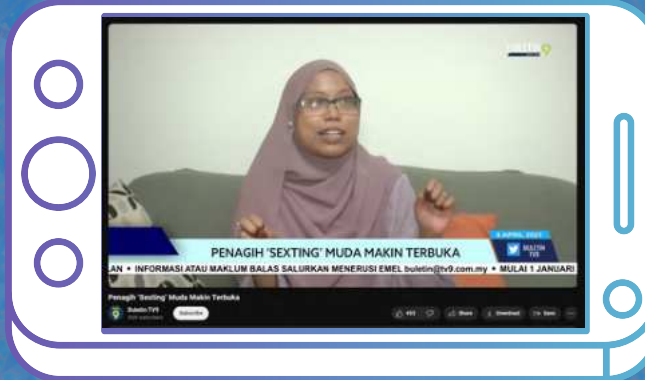 6 APRIL 2021
PENAGIH 'SEXTING' MUDA MAKIN TERBUKA
BULETIN
TV9
AN • INFORMASI ATAU MAKLUM BALAS SALURKAN MENERUSI EMEL buletin@tv9.com.my • MULAI 1 JANUARI
Penagih 'Sexting' Muda Makin Terbuka
Buletin TV9
Subscribe
Share
Download
Save